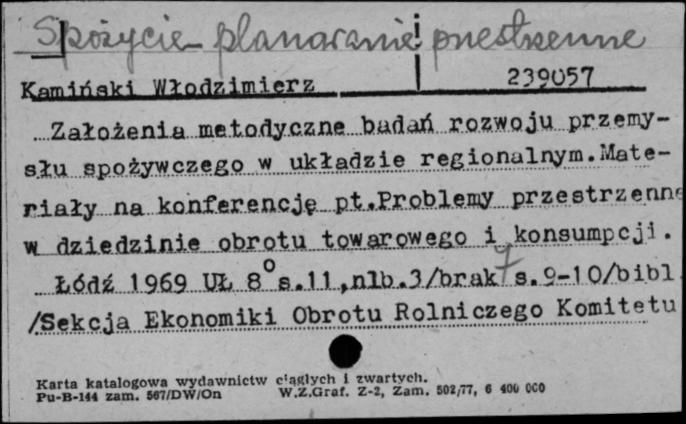 Spożycie - planowanie przestrzenne
Kamiński Włodzimierz 239057
Założenia metodyczne badań rozwoju przemy-
słu spożywczego w układzie regionalnym.Mate-
riały na konferencję pt.Problemy przestrzenne
w dziedzinie obrotu towarowego i konsumpcji.
Łódź 1969 UŁ 8° s.11,nlb.3/brak s.9-10/bibl.
/Sekcja Ekonomiki Obrotu Rolniczego Komitetu
Karta katalogowa wydawnictw ciągłych i zwartych.
Pu-B-144 zam. 567/DW/On W.Z.Graf. Z-2, Zam. 502/77, 6 400 000